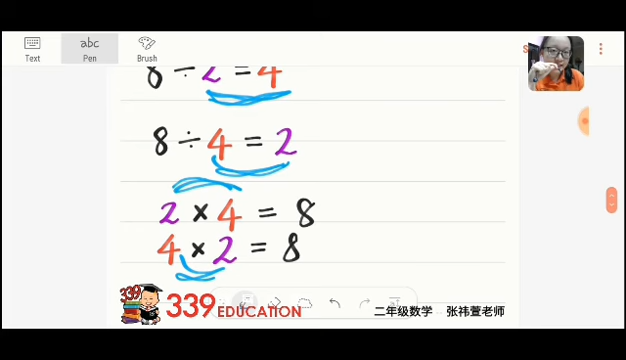 Text
abc
Pen
Brush
S
8 ÷ 2 = 4
8 ÷ 4 = 2
2 × 4 = 8
4 × 2 = 8
339
339 EDUCATION
二年级数学 张祎萱老师